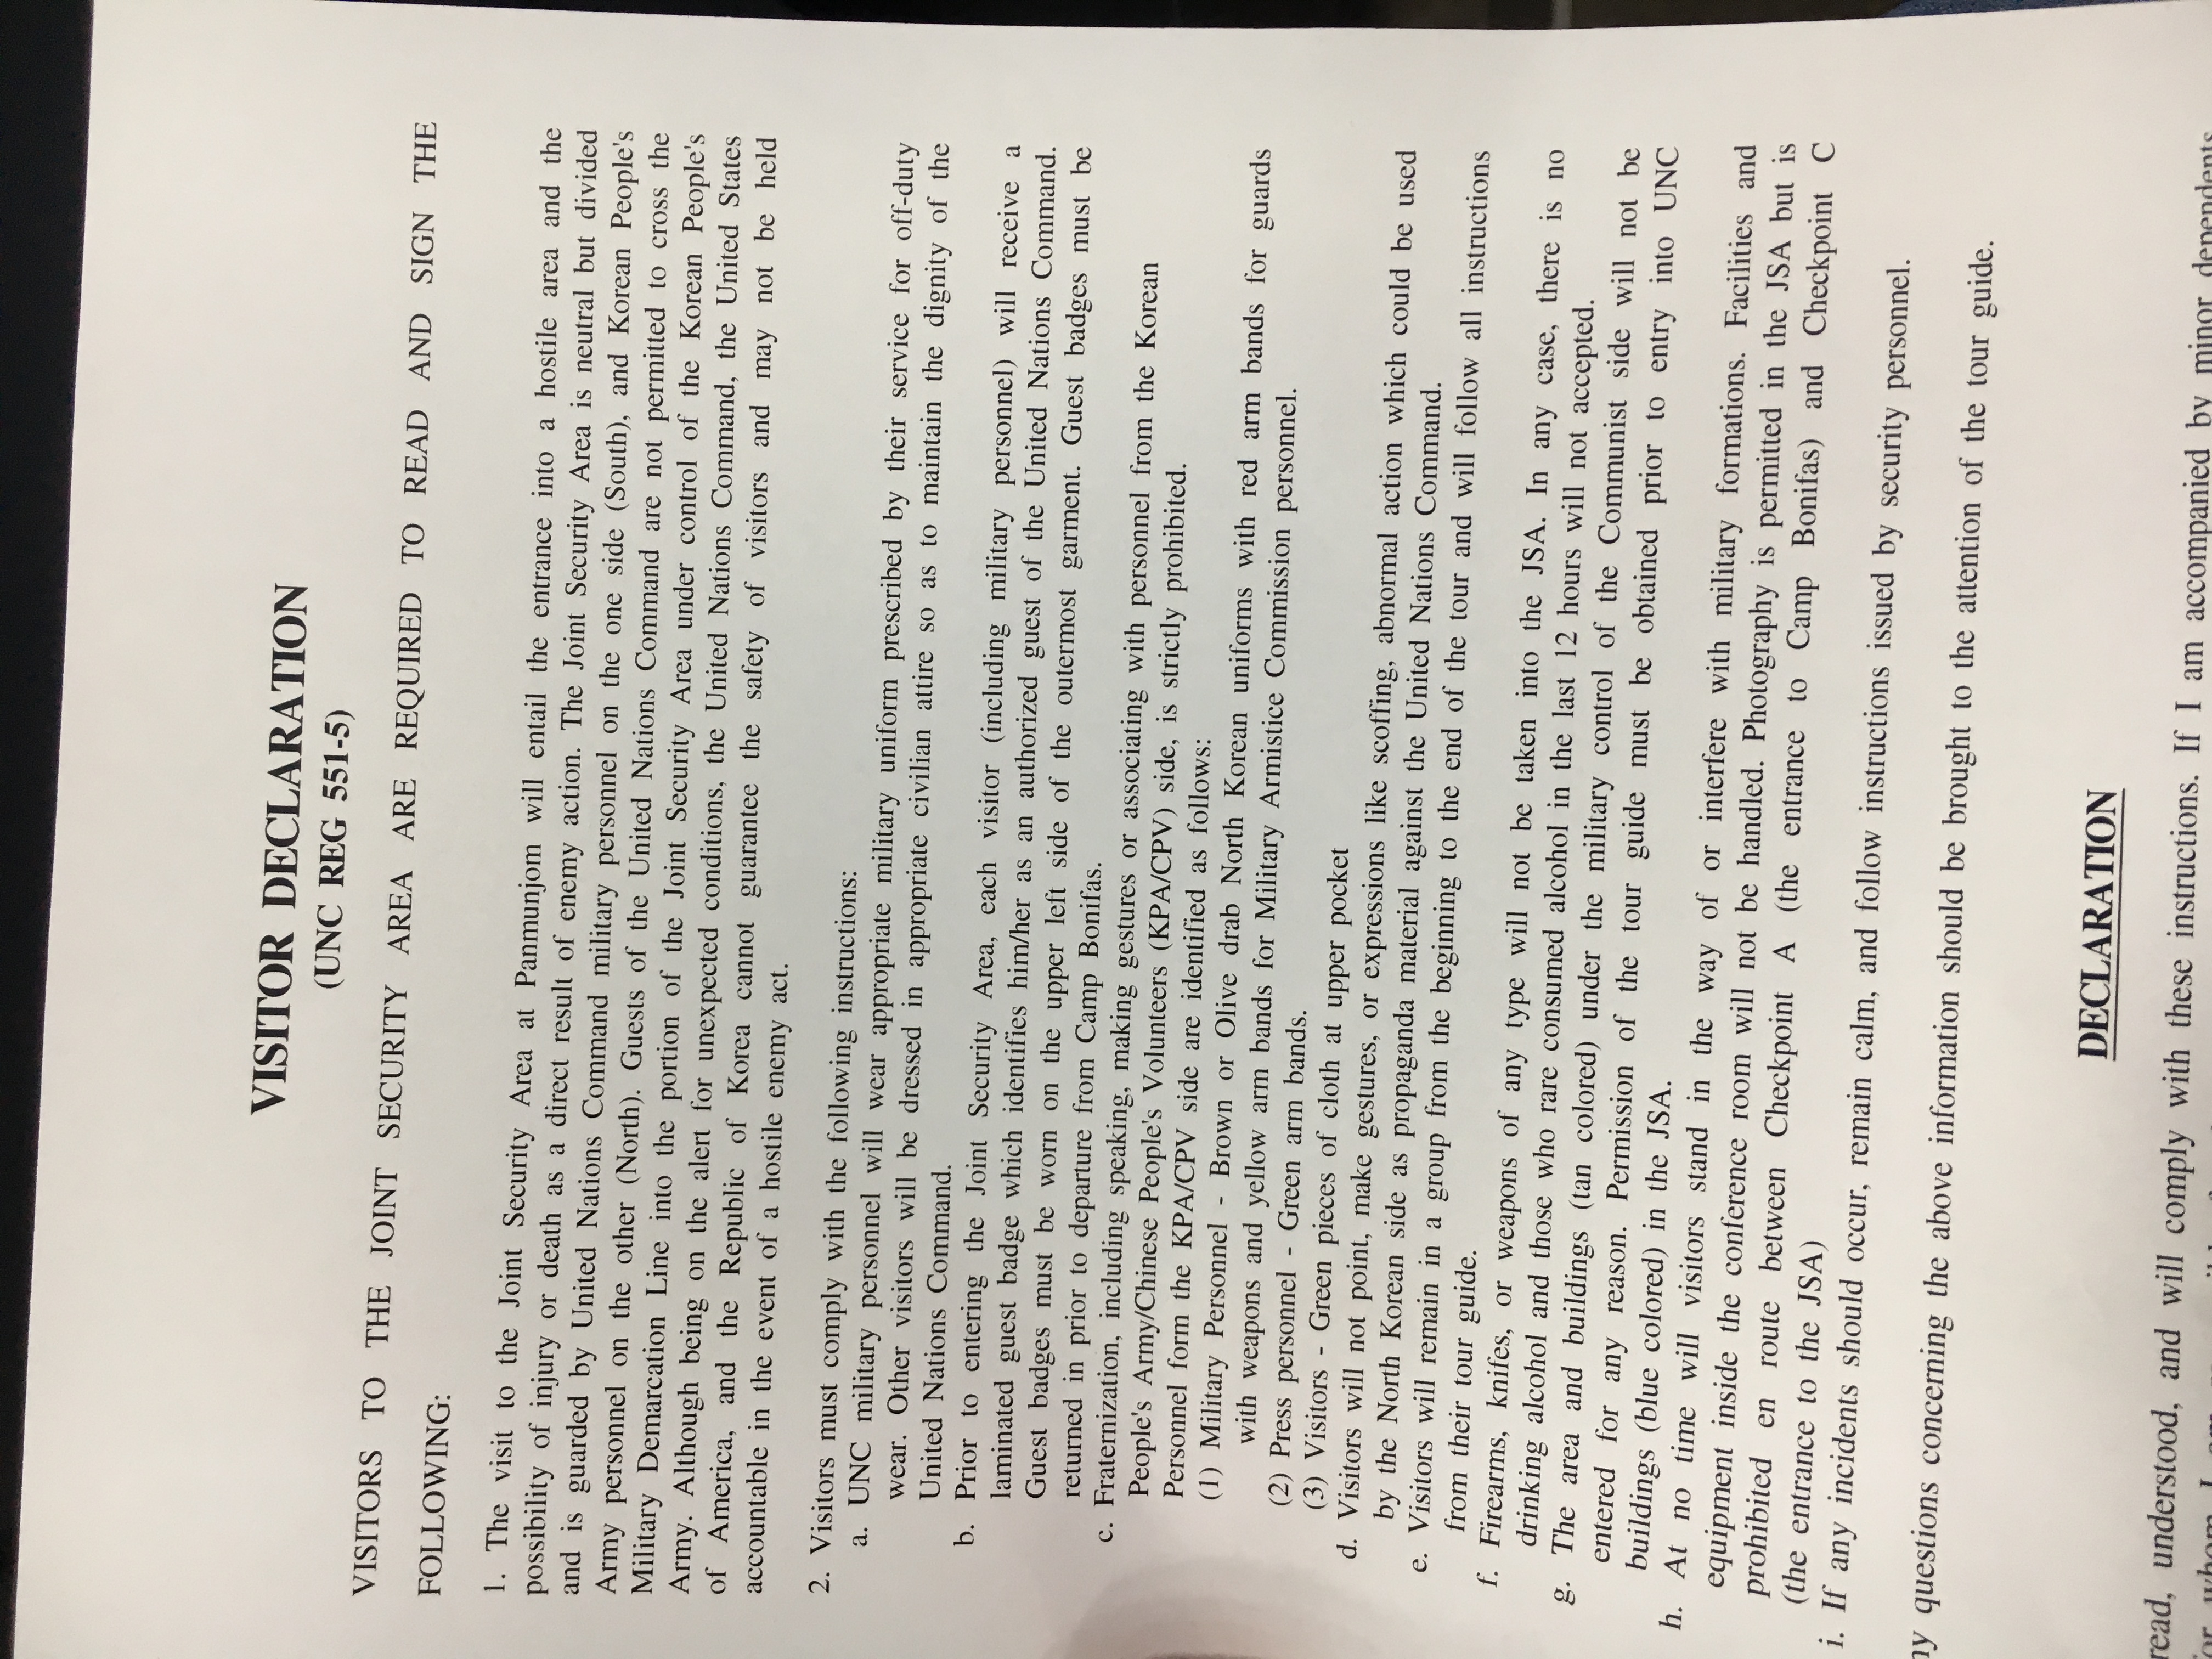 VISITOR DECLARATION
(UNC REG 551-5)
VISITORS TO THE JOINT SECURITY AREA ARE REQUIRED TO READ AND SIGN THE
FOLLOWING:
1. The visit to the Joint Security Area at Panmunjom will entail the entrance into a hostile area and the
possibility of injury or death as a direct result of enemy action. The Joint Security Area is neutral but divided
and is guarded by United Nations Command military personnel on the one side (South), and Korean People's
Army personnel on the other (North). Guests of the United Nations Command are not permitted to cross the
Military Demarcation Line into the portion of the Joint Security Area under control of the Korean People's
Army. Although being on the alert for unexpected conditions, the United Nations Command, the United States
of America, and the Republic of Korea cannot guarantee the safety of visitors and may not be held
accountable in the event of a hostile enemy act.
2. Visitors must comply with the following instructions:
a. UNC military personnel will wear appropriate military uniform prescribed by their service for off-duty
wear. Other visitors will be dressed in appropriate civilian attire so as to maintain the dignity of the
United Nations Command.
b. Prior to entering the Joint Security Area, each visitor (including military personnel) will receive a
laminated guest badge which identifies him/her as an authorized guest of the United Nations Command.
Guest badges must be worn on the upper left side of the outermost garment. Guest badges must be
returned in prior to departure from Camp Bonifas.
c. Fraternization, including speaking, making gestures or associating with personnel from the Korean
People's Army/Chinese People's Volunteers (KPA/CPV) side, is strictly prohibited.
Personnel form the KPA/CPV side are identified as follows:
(1) Military Personnel - Brown or Olive drab North Korean uniforms with red arm bands for guards
with weapons and yellow arm bands for Military Armistice Commission personnel.
(2) Press personnel - Green arm bands.
(3) Visitors - Green pieces of cloth at upper pocket
d. Visitors will not point, make gestures, or expressions like scoffing, abnormal action which could be used
by the North Korean side as propaganda material against the United Nations Command.
e. Visitors will remain in a group from the beginning to the end of the tour and will follow all instructions
from their tour guide.
f. Firearms, knifes, or weapons of any type will not be taken into the JSA. In any case, there is no
drinking alcohol and those who rare consumed alcohol in the last 12 hours will not accepted.
g. The area and buildings (tan colored) under the military control of the Communist side will not be
entered for any reason. Permission of the tour guide must be obtained prior to entry into UNC
buildings (blue colored) in the JSA.
h. At no time will visitors stand in the way of or interfere with military formations. Facilities and
equipment inside the conference room will not be handled. Photography is permitted in the JSA but is
prohibited en route between Checkpoint A (the entrance to Camp Bonifas) and Checkpoint C
(the entrance to the JSA)
i. If any incidents should occur, remain calm, and follow instructions issued by security personnel.
ny questions concerning the above information should be brought to the attention of the tour guide.
DECLARATION
read, understood, and will comply with these instructions. If I am accompanied by minor dependents
for whom I am